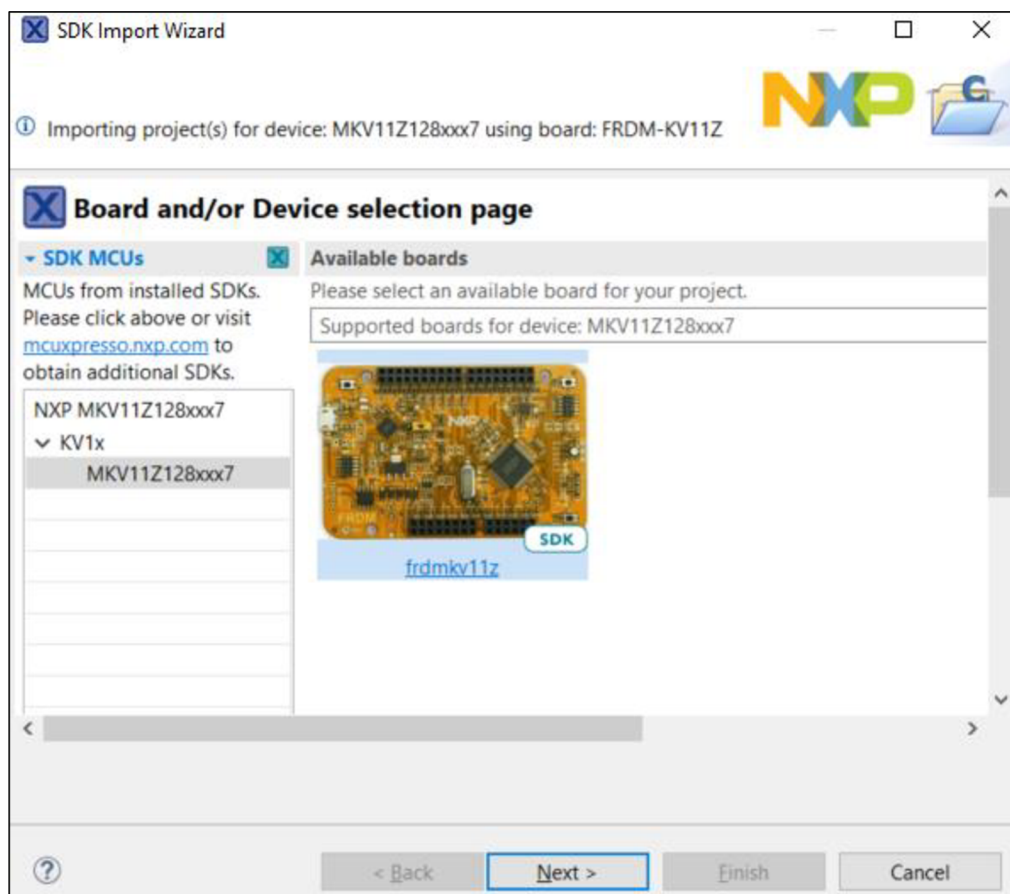 SDK Import Wizard
NXP
C
Importing project(s) for device: MKV11Z128xxx7 using board: FRDM-KV11Z
X Board and/or Device selection page
SDK MCUs
X
MCUs from installed SDKs.
Please click above or visit
mcuxpresso.nxp.com to
obtain additional SDKs.
NXP MKV11Z128xxx7
KV1x
MKV11Z128xxx7
Available boards
Please select an available board for your project.
Supported boards for device: MKV11Z128xxx7
NXP
FRDM
SDK
frdmkv11z
?
< Back
Next >
Finish
Cancel